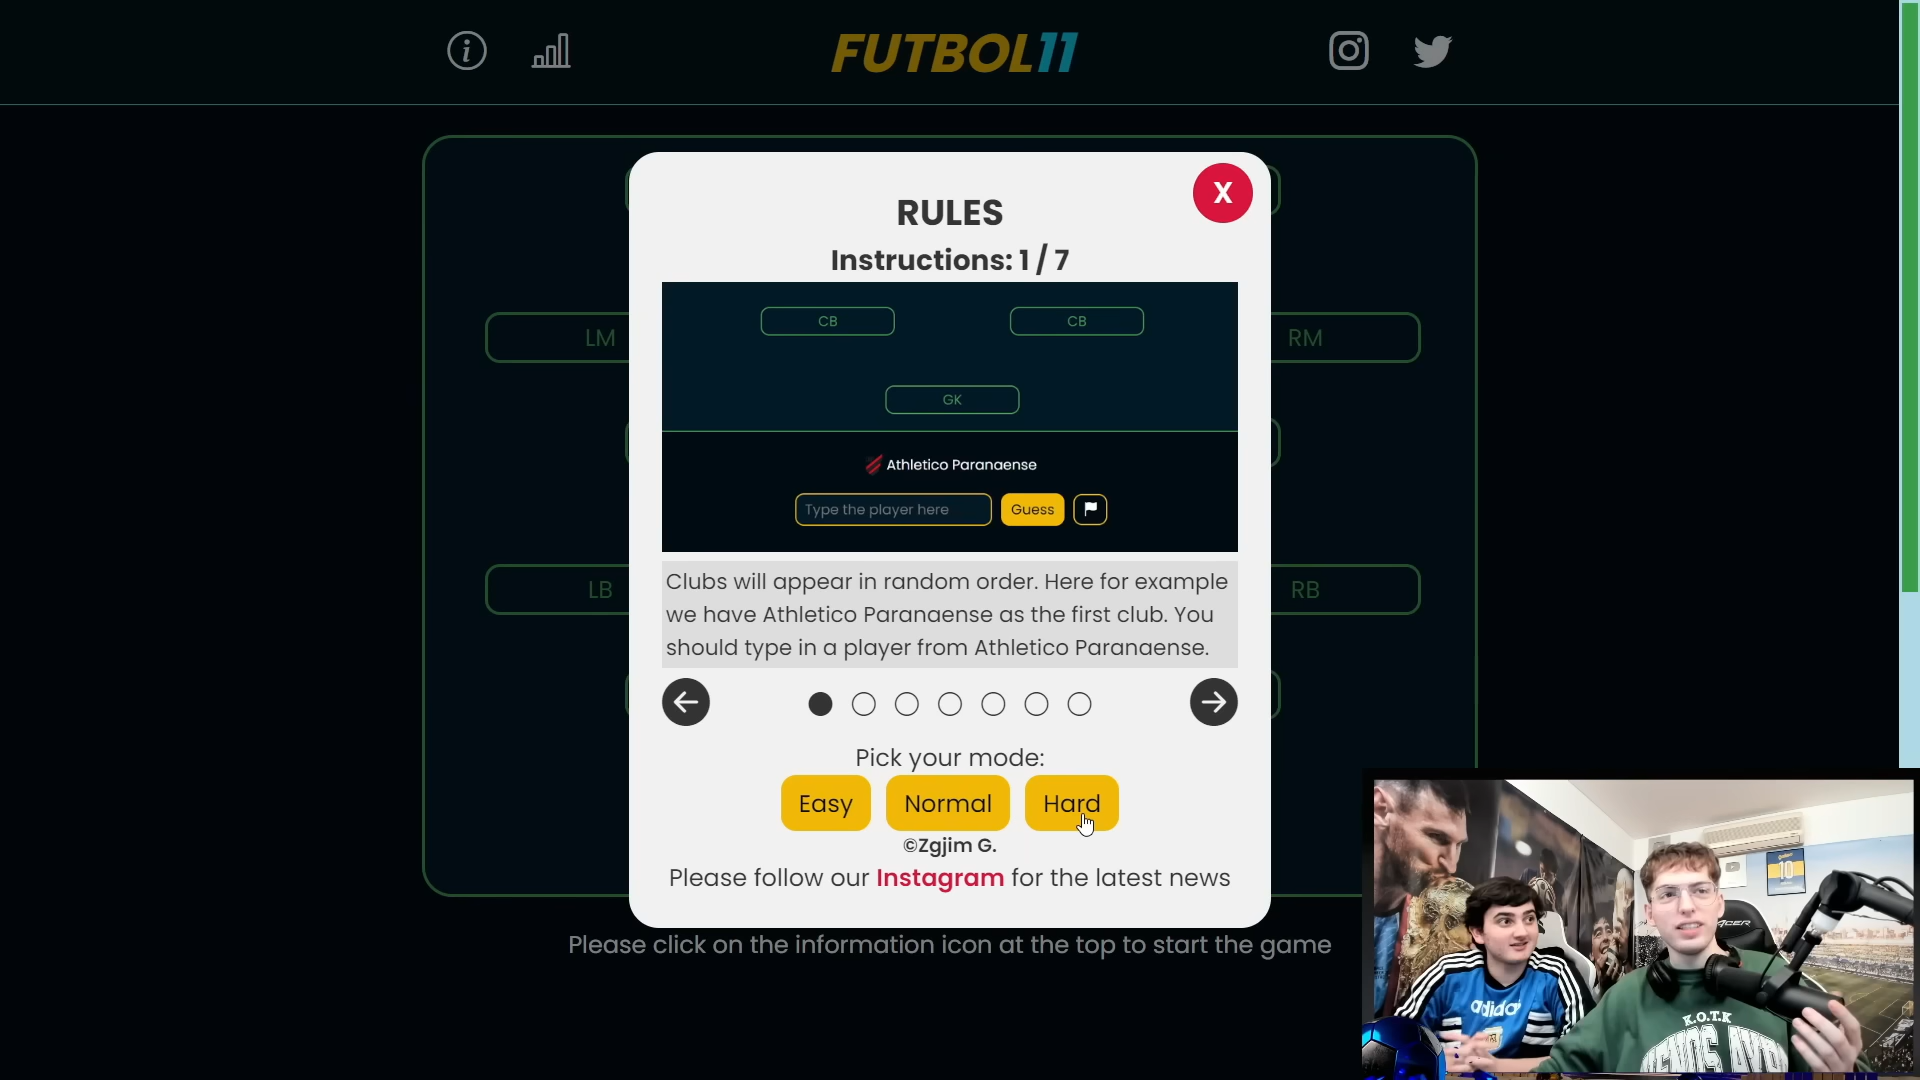 FUTBOL11
RULES
X
Instructions: 1 / 7
CB
CB
GK
Athletico Paranaense
Type the player here
Guess
LM
RM
LB
RB
Clubs will appear in random order. Here for example
we have Athletico Paranaense as the first club. You
should type in a player from Athletico Paranaense.
Pick your mode:
Easy
Normal
Hard
©Zgjim G.
Please follow our Instagram for the latest news
Please click on the information icon at the top to start the game
10
acer
adidas
K.O.T.K